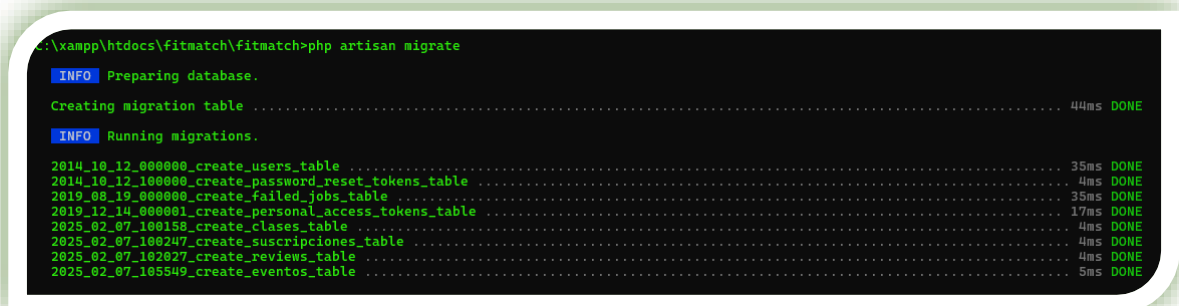 C:\xampp\htdocs\fitmatch\fitmatch>php artisan migrate
INFO Preparing database.
Creating migration table ........................................................................................................ 44ms DONE
INFO Running migrations.
2014_10_12_000000_create_users_table ............................................................................................ 35ms DONE
2014_10_12_100000_create_password_reset_tokens_table ............................................................................ 4ms DONE
2019_08_19_000000_create_failed_jobs_table ...................................................................................... 35ms DONE
2019_12_14_000001_create_personal_access_tokens_table ........................................................................... 17ms DONE
2025_02_07_100158_create_clases_table ........................................................................................... 4ms DONE
2025_02_07_100247_create_suscripciones_table .................................................................................... 4ms DONE
2025_02_07_102027_create_reviews_table .......................................................................................... 4ms DONE
2025_02_07_105549_create_eventos_table .......................................................................................... 5ms DONE